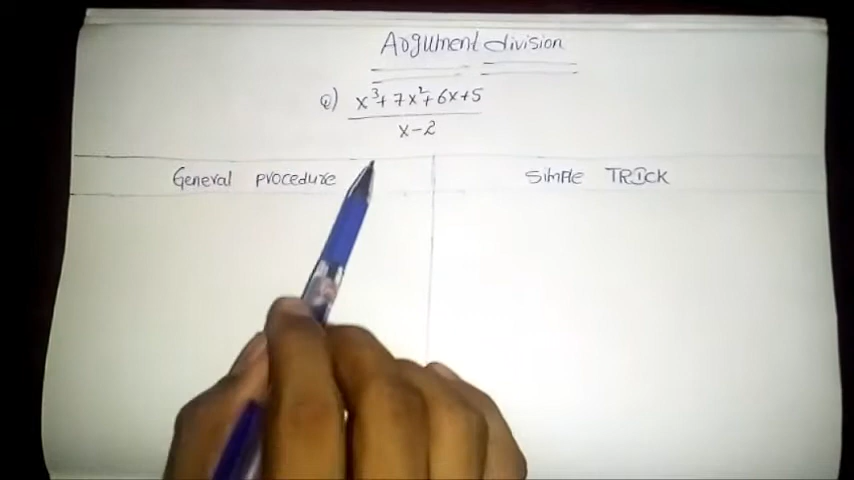 Argument division
Q) x³+7x²+6x+5
x-2
General procedure
Simple TRICK